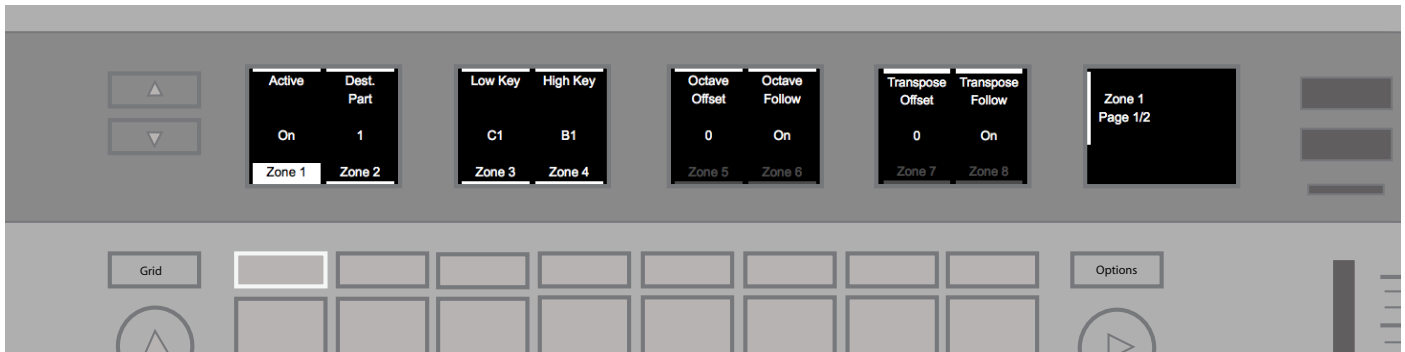 Active Dest. Part Low Key High Key Octave Offset Octave Follow Transpose Offset Transpose Follow Zone 1
Page 1/2
On 1 C1 B1 0 On 0 On
Zone 1 Zone 2 Zone 3 Zone 4 Zone 5 Zone 6 Zone 7 Zone 8
Grid Options